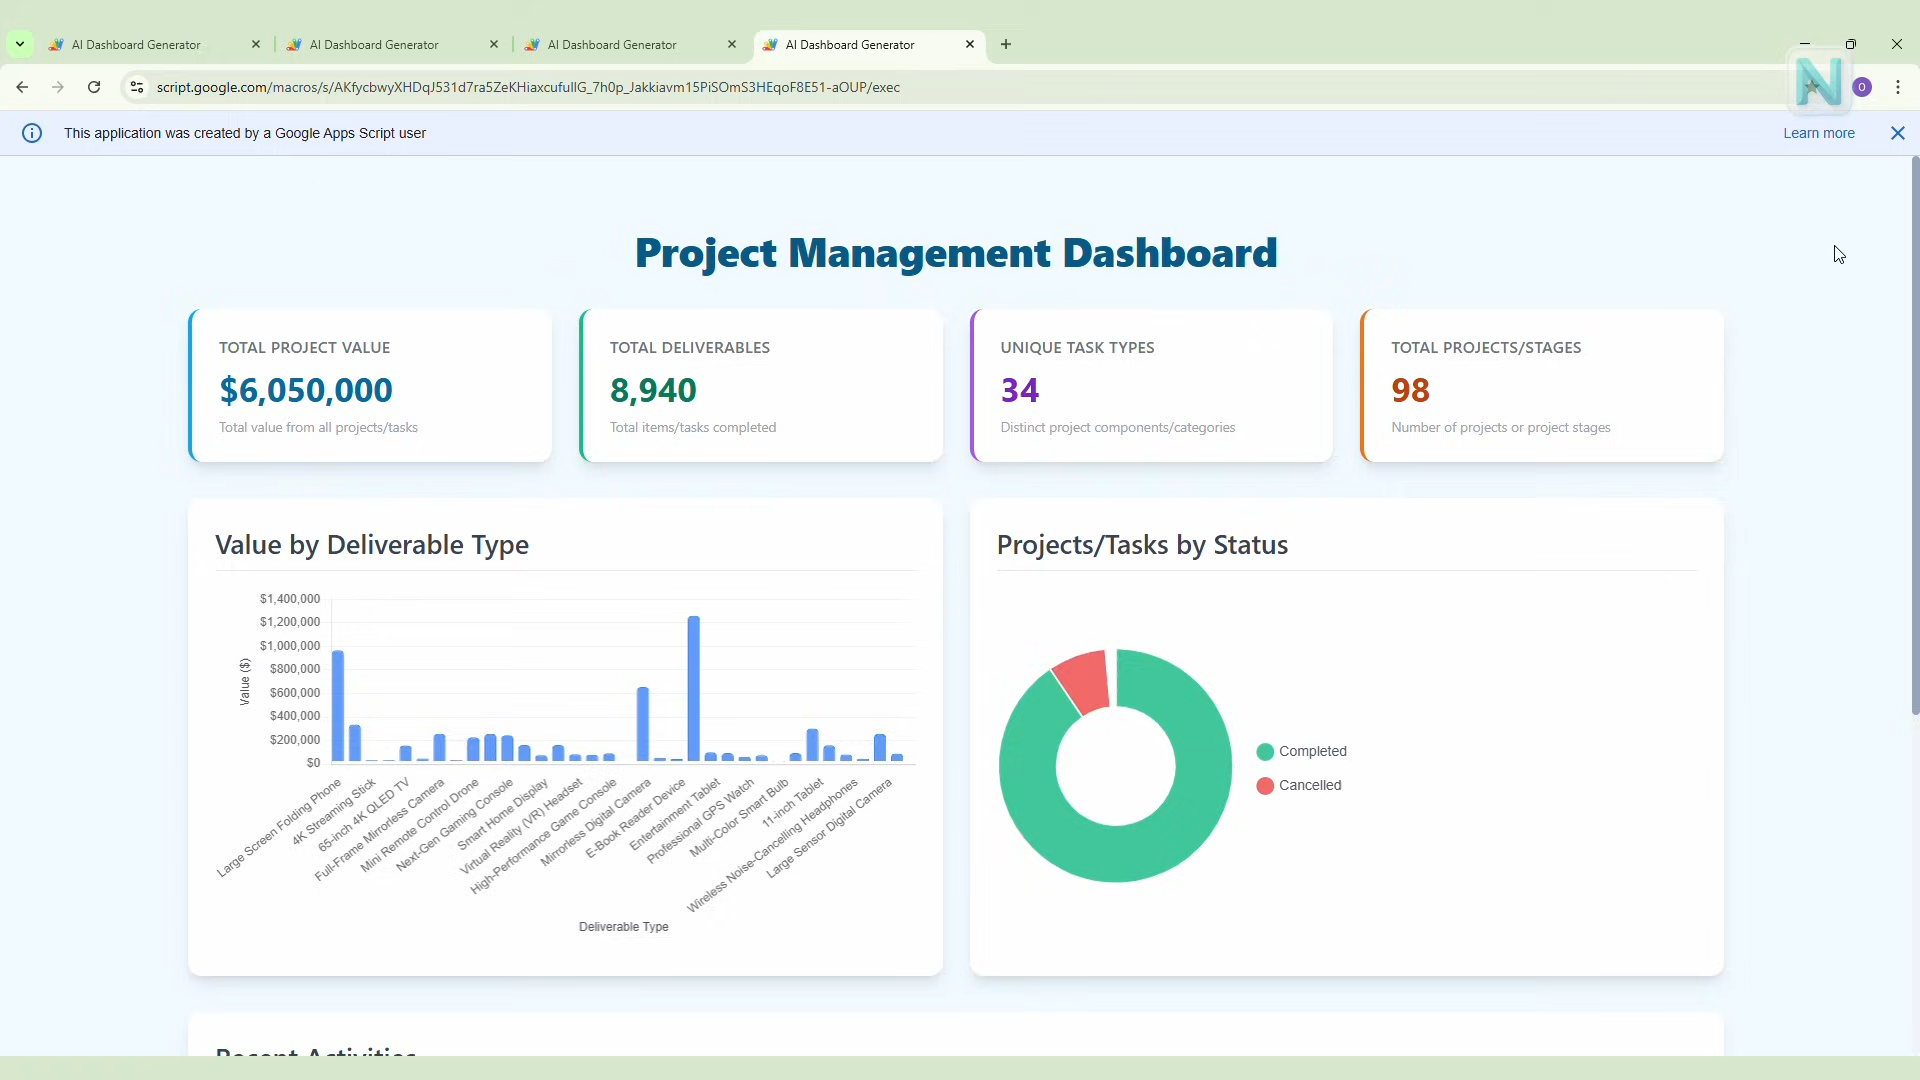 AI Dashboard Generator
AI Dashboard Generator
AI Dashboard Generator
AI Dashboard Generator
script.google.com/macros/s/AKfycbwyXHDqJ531d7ra5ZeKHiaxcufullG_7h0p_Jakkiavm15PiSOmS3HEqoF8E51-aOUP/exec
N
O
This application was created by a Google Apps Script user
Learn more
Project Management Dashboard
TOTAL PROJECT VALUE
$6,050,000
Total value from all projects/tasks
TOTAL DELIVERABLES
8,940
Total items/tasks completed
UNIQUE TASK TYPES
34
Distinct project components/categories
TOTAL PROJECTS/STAGES
98
Number of projects or project stages
Value by Deliverable Type
$1,400,000
$1,200,000
$1,000,000
$800,000
$600,000
$400,000
$200,000
$0
Value ($)
Large Screen Folding Phone
4K Streaming Stick
65-inch 4K QLED TV
Full-Frame Mirrorless Camera
Mini Remote Control Drone
Next-Gen Gaming Console
Smart Home Display
Virtual Reality (VR) Headset
High-Performance Game Console
Mirrorless Digital Camera
E-Book Reader Device
Entertainment Tablet
Professional GPS Watch
Multi-Color Smart Bulb
11-inch Tablet
Wireless Noise-Cancelling Headphones
Large Sensor Digital Camera
Deliverable Type
Projects/Tasks by Status
Completed
Cancelled
Recent Activities